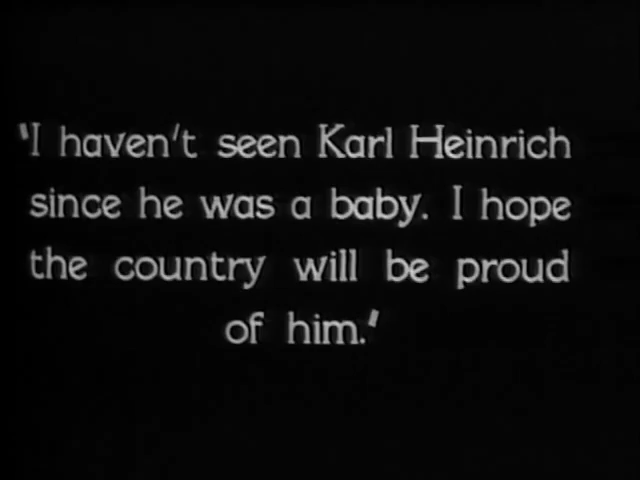 'I haven't seen Karl Heinrich
since he was a baby. I hope
the country will be proud
of him.'